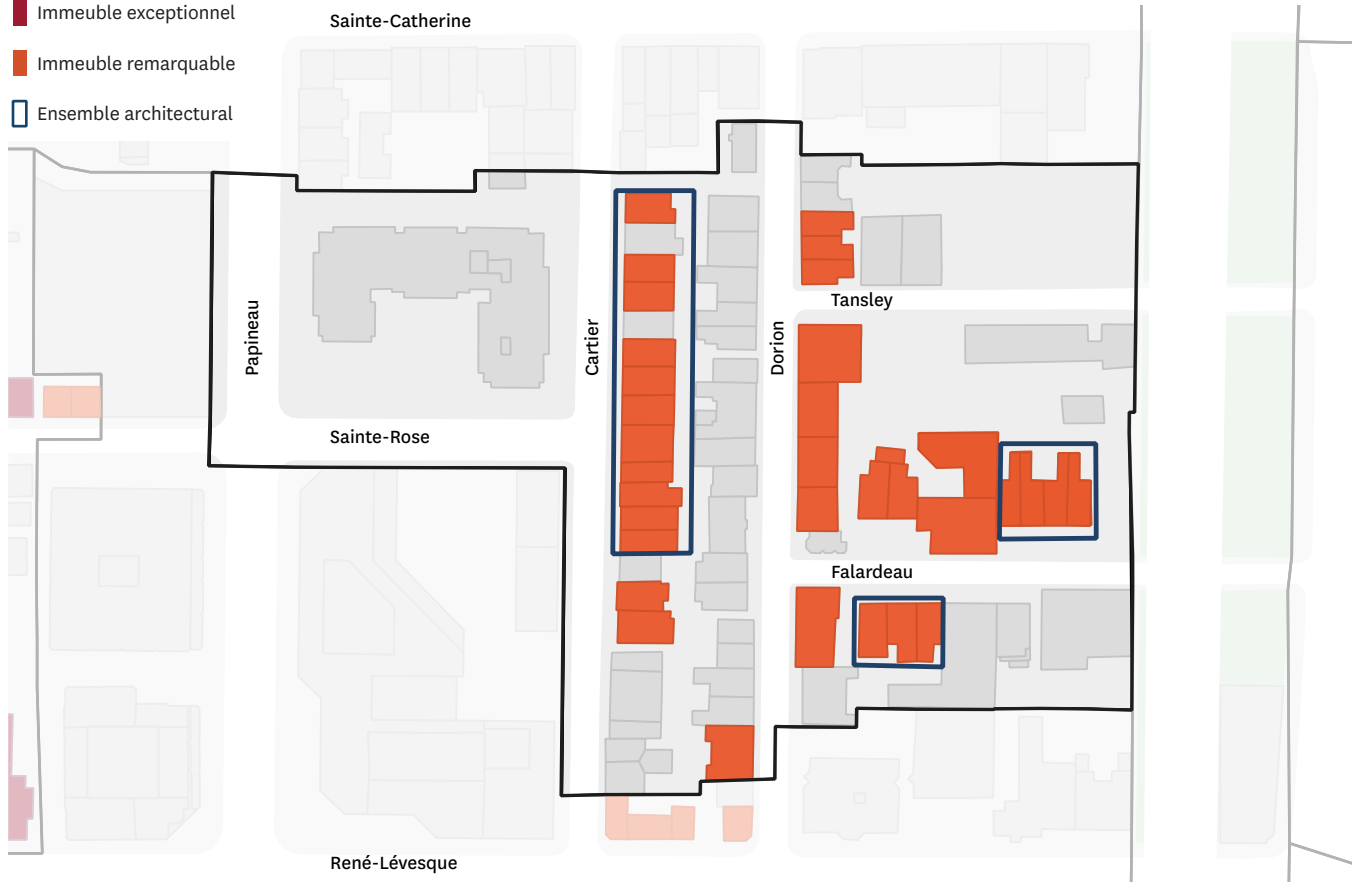 Immeuble exceptionnel
Immeuble remarquable
Ensemble architectural
Sainte-Catherine
Papineau
Cartier
Dorion
Tansley
Sainte-Rose
Falardeau
René-Lévesque